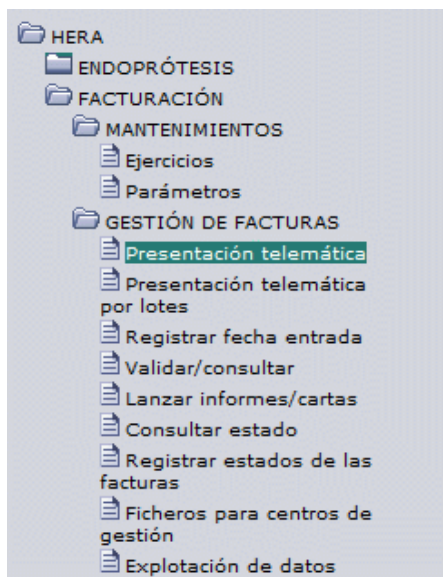 HERA
ENDOPRÓTESIS
FACTURACIÓN
MANTENIMIENTOS
Ejercicios
Parámetros
GESTIÓN DE FACTURAS
Presentación telemática
Presentación telemática
por lotes
Registrar fecha entrada
Validar/consultar
Lanzar informes/cartas
Consultar estado
Registrar estados de las
facturas
Ficheros para centros de
gestión
Explotación de datos